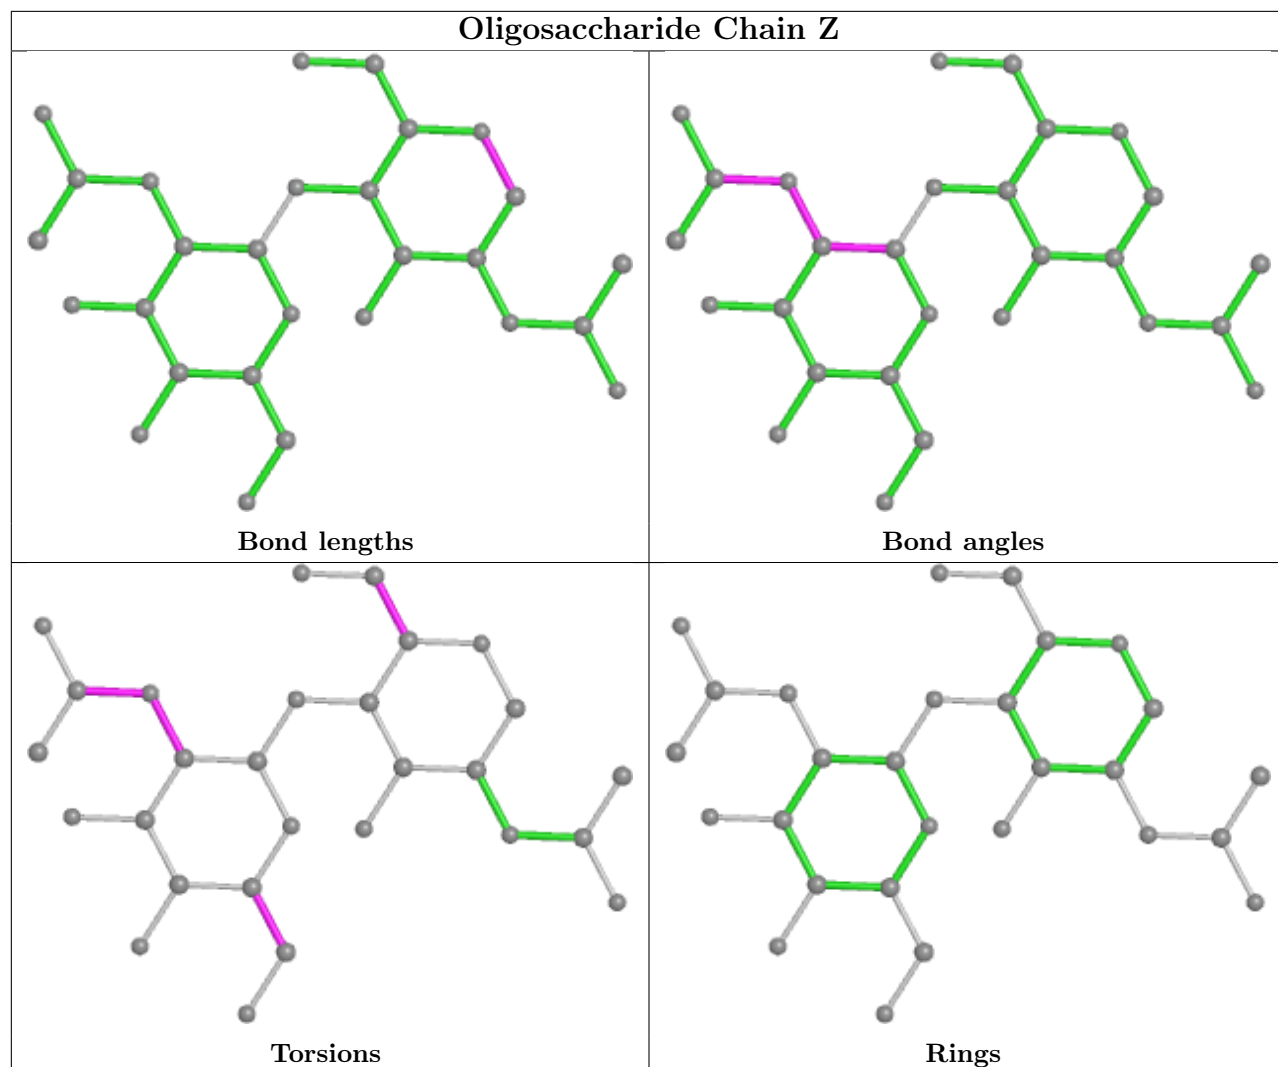 Oligosaccharide Chain Z
Bond lengths
Bond angles
Torsions
Rings